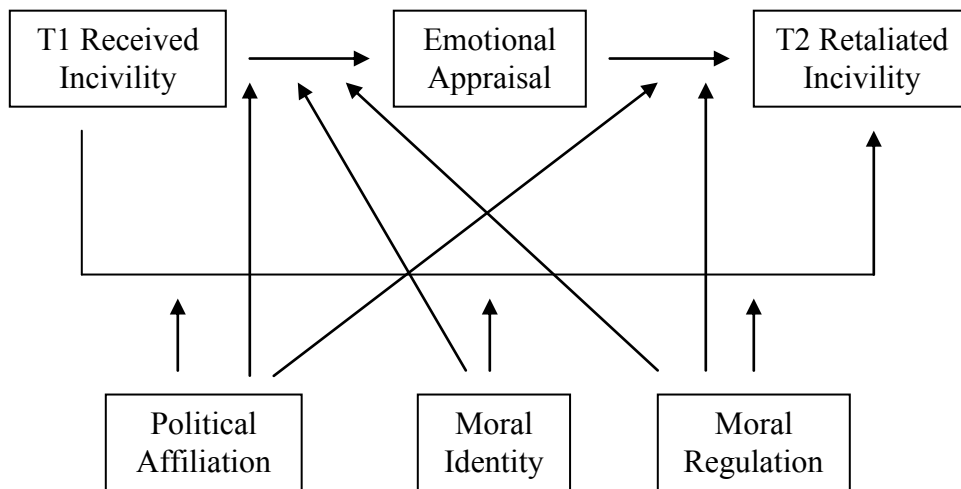 T1 Received
Incivility
Emotional
Appraisal
T2 Retaliated
Incivility
Political
Affiliation
Moral
Identity
Moral
Regulation